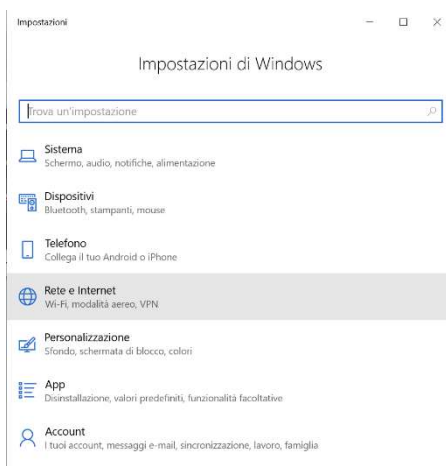 Impostazioni
Impostazioni di Windows
Trova un'impostazione
Sistema
Schermo, audio, notifiche, alimentazione
Dispositivi
Bluetooth, stampanti, mouse
Telefono
Collega il tuo Android o iPhone
Rete e Internet
Wi-Fi, modalità aereo, VPN
Personalizzazione
Sfondo, schermata di blocco, colori
App
Disinstallazione, valori predefiniti, funzionalità facoltative
Account
I tuoi account, messaggi e-mail, sincronizzazione, lavoro, famiglia